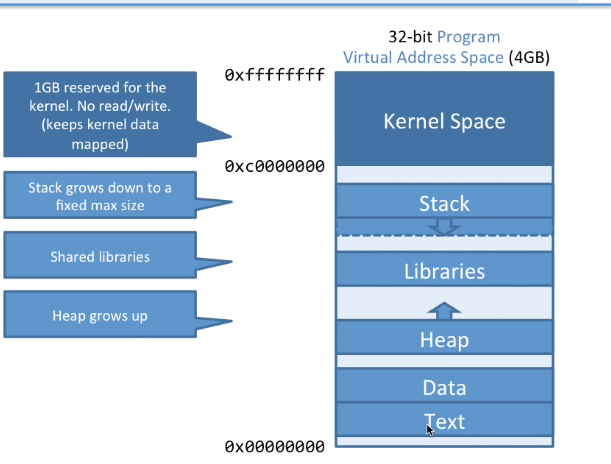 32-bit Program
Virtual Address Space (4GB)
0xffffffff
1GB reserved for the
kernel. No read/write.
(keeps kernel data
mapped)
Kernel Space
0xc0000000
Stack grows down to a
fixed max size
Stack
Shared libraries
Libraries
Heap grows up
Heap
Data
Text
0x00000000